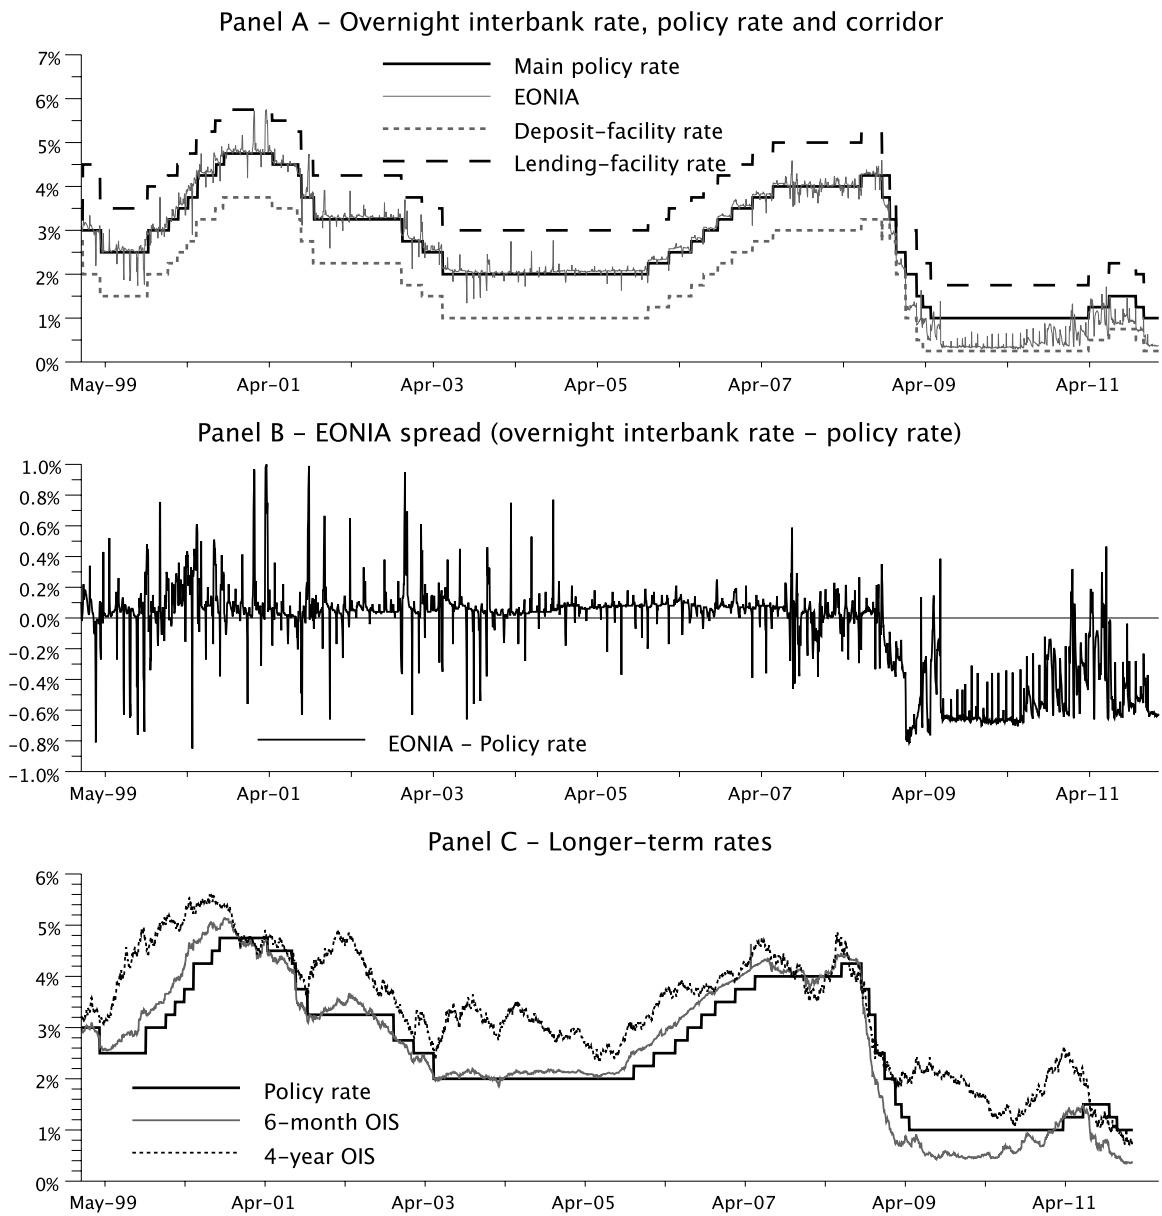 Panel A – Overnight interbank rate, policy rate and corridor
7%
6%
5%
4%
3%
2%
1%
0%
Main policy rate
EONIA
Deposit–facility rate
Lending–facility rate
May–99 Apr–01 Apr–03 Apr–05 Apr–07 Apr–09 Apr–11
Panel B – EONIA spread (overnight interbank rate – policy rate)
1.0%
0.8%
0.6%
0.4%
0.2%
0.0%
–0.2%
–0.4%
–0.6%
–0.8%
–1.0%
EONIA – Policy rate
May–99 Apr–01 Apr–03 Apr–05 Apr–07 Apr–09 Apr–11
Panel C – Longer–term rates
6%
5%
4%
3%
2%
1%
0%
Policy rate
6–month OIS
4–year OIS
May–99 Apr–01 Apr–03 Apr–05 Apr–07 Apr–09 Apr–11